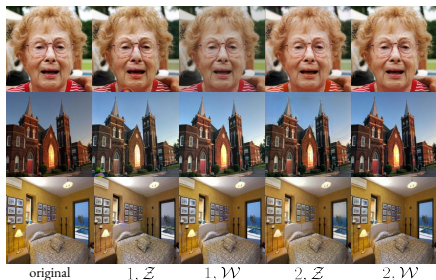 original 1, 𝒵 1, 𝒲 2, 𝒵 2, 𝒲